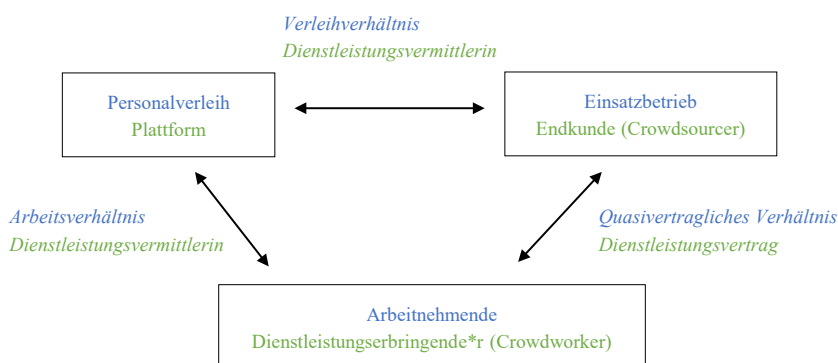 Verleihverhältnis
Dienstleistungsvermittlerin
Personalverleih
Plattform
Einsatzbetrieb
Endkunde (Crowdsourcer)
Arbeitsverhältnis
Dienstleistungsvermittlerin
Quasivertragliches Verhältnis
Dienstleistungsvertrag
Arbeitnehmende
Dienstleistungserbringende*r (Crowdworker)